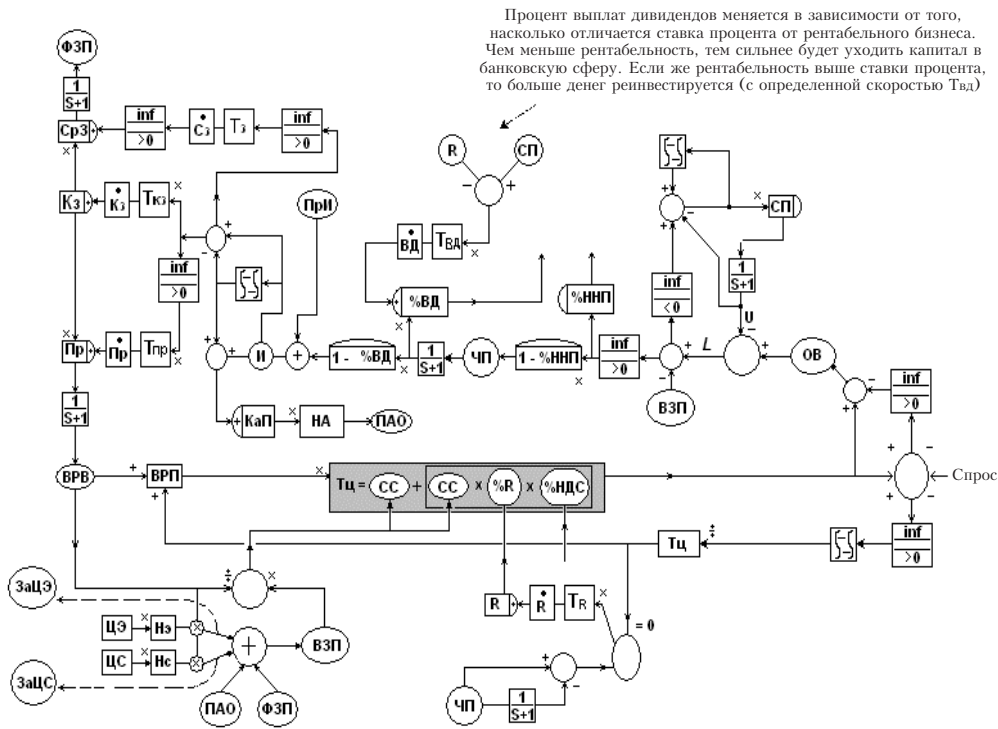 Процент выплат дивидендов меняется в зависимости от того,
насколько отличается ставка процента от рентабельного бизнеса.
Чем меньше рентабельность, тем сильнее будет уходить капитал в
банковскую сферу. Если же рентабельность выше ставки процента,
то больше денег реинвестируется (с определенной скоростью Твд)
ФЗП
1
S+1
СрЗ
+
×
inf
>0
Сз
Тз
inf
>0
R
СП
−
+
Кз
+
Кз
Ткз
×
ПрИ
+
−
ВД
ТВД
×
+
−
×
СП
inf
>0
+
%ВД
%ННП
inf
<0
1
S+1
U
−
Пр
+
×
Пр
Тпр
×
+
+
И
+
+
1 - %ВД
×
1
S+1
ЧП
1 - %ННП
×
inf
>0
+
−
L
+
ОВ
ВЗП
−
+
inf
>0
1
S+1
+
КаП
×
НА
ПАО
ВРВ
+
ВРП
+
×
Тц = СС + СС x %R x %НДС
+
−
+
−
Спрос
inf
>0
Тц
÷
ЗаЦЭ
÷
×
R
+
R
ТR
×
= 0
ЦЭ
×
Нэ
×
ЦС
×
Нс
×
+
ВЗП
ЗаЦС
ПАО
ФЗП
ЧП
1
S+1
+
−